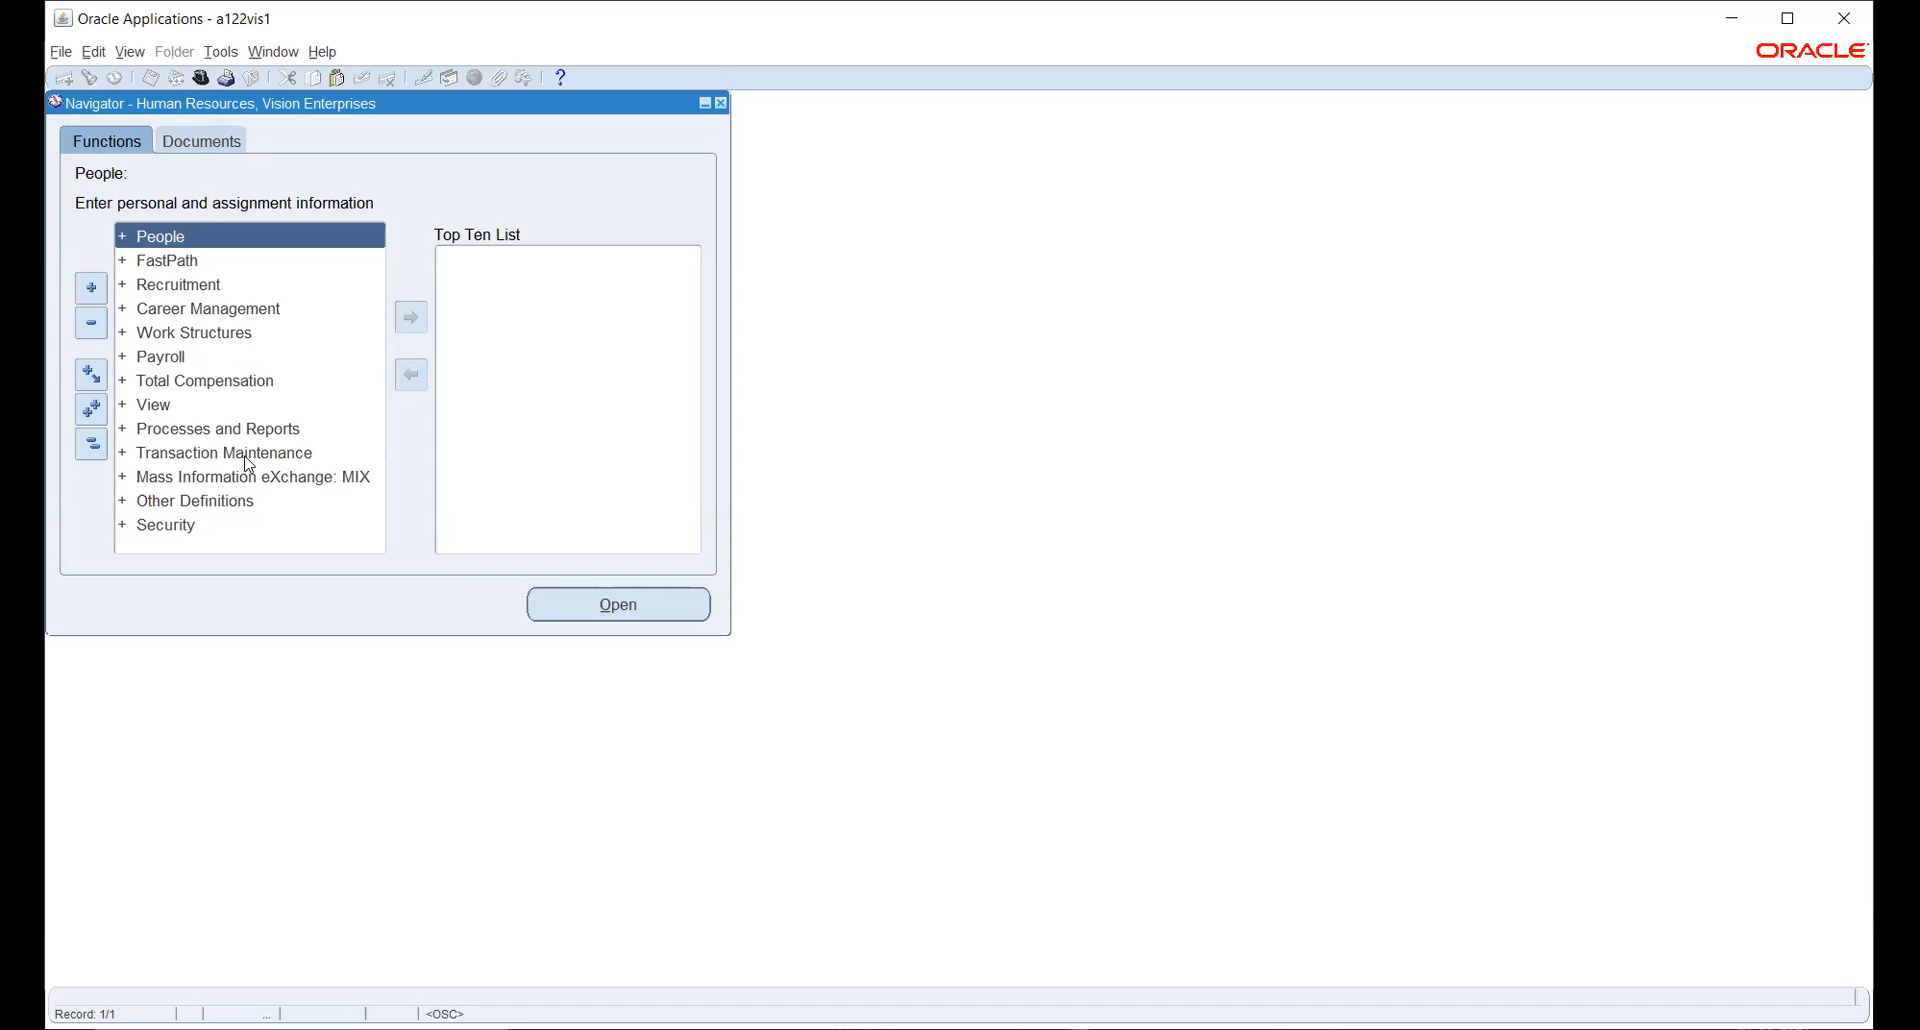 Oracle Applications - a122vis1
File Edit View Folder Tools Window Help
ORACLE
?
Navigator - Human Resources, Vision Enterprises
Functions Documents
People:
Enter personal and assignment information
+ People
+ FastPath
+ Recruitment
+ Career Management
+ Work Structures
+ Payroll
+ Total Compensation
+ View
+ Processes and Reports
+ Transaction Maintenance
+ Mass Information eXchange: MIX
+ Other Definitions
+ Security
Top Ten List
Open
Record: 1/1 ... <OSC>